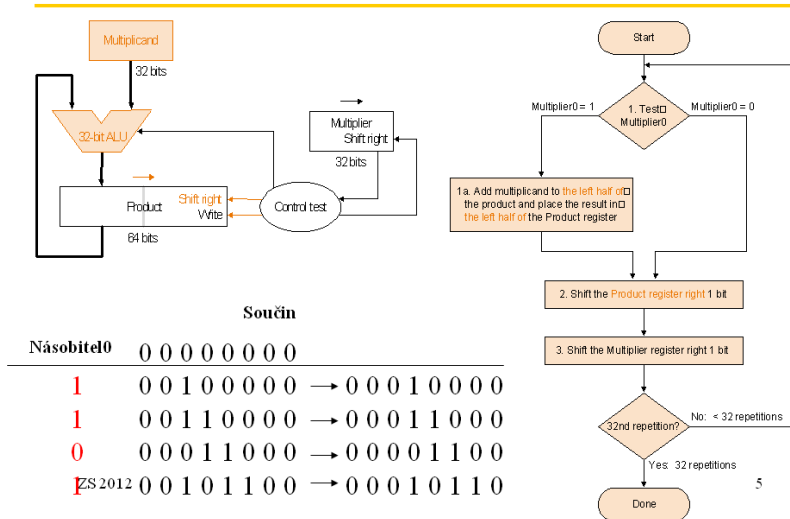 Multiplicand
32 bits
32-bit ALU
Multiplier
Shift right
32 bits
Product
Shift right
Write
Control test
64 bits
Start
Multiplier0 = 1
1. Test□
Multiplier0
Multiplier0 = 0
1a. Add multiplicand to the left half of□
the product and place the result in□
the left half of the Product register
2. Shift the Product register right 1 bit
3. Shift the Multiplier register right 1 bit
32nd repetition?
No: < 32 repetitions
Yes: 32 repetitions
Done
Součin
Násobitel0 0 0 0 0 0 0 0 0
1 0 0 1 0 0 0 0 0 → 0 0 0 1 0 0 0 0
1 0 0 1 1 0 0 0 0 → 0 0 0 1 1 0 0 0
0 0 0 0 1 1 0 0 0 → 0 0 0 0 1 1 0 0
1 0 0 1 0 1 1 0 0 → 0 0 0 1 0 1 1 0
ZS 2012
5